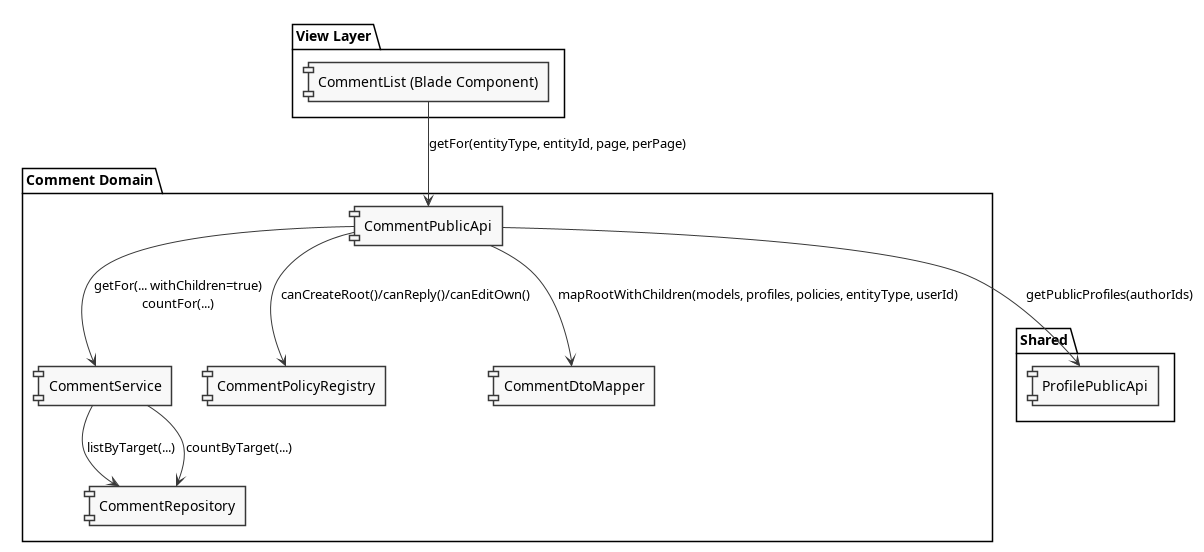 View Layer
CommentList (Blade Component)
getFor(entityType, entityId, page, perPage)
Comment Domain
CommentPublicApi
getFor(... withChildren=true)
countFor(...)
canCreateRoot()/canReply()/canEditOwn()
mapRootWithChildren(models, profiles, policies, entityType, userId)
getPublicProfiles(authorIds)
Shared
CommentService
CommentPolicyRegistry
CommentDtoMapper
ProfilePublicApi
listByTarget(...)
countByTarget(...)
CommentRepository